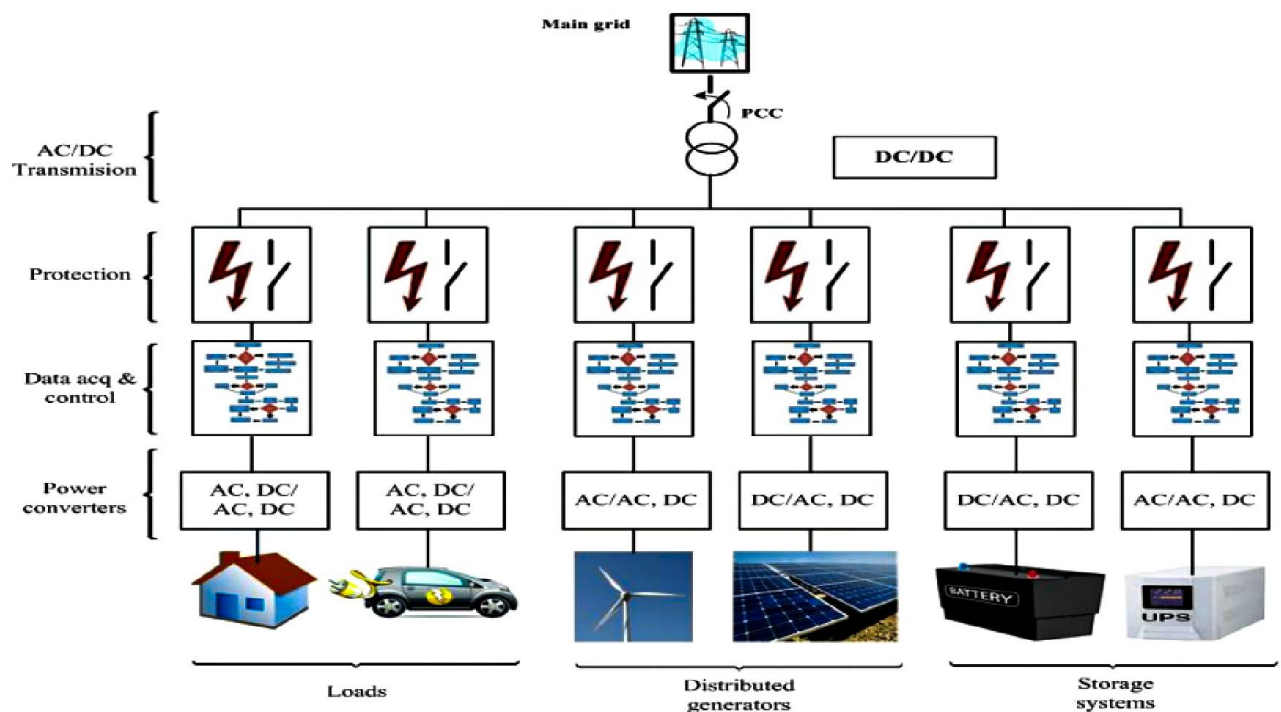 Main grid
PCC
AC/DC
Transmision
DC/DC
Protection
Data acq &
control
Power
converters
AC, DC/
AC, DC
AC, DC/
AC, DC
AC/AC, DC
DC/AC, DC
DC/AC, DC
AC/AC, DC
BATTERY
UPS
Loads
Distributed
generators
Storage
systems